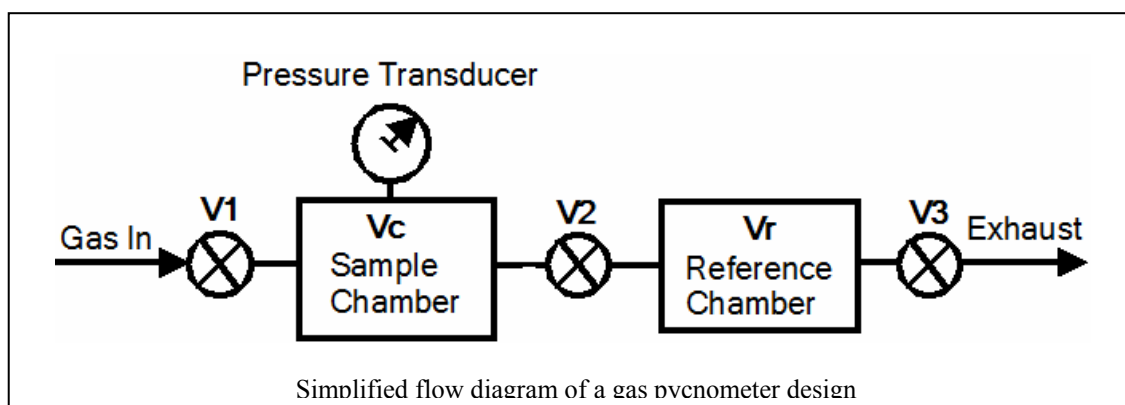 Pressure Transducer
V1
V2
V3
Gas In
Vc
Sample
Chamber
Vr
Reference
Chamber
Exhaust
Simplified flow diagram of a gas pycnometer design